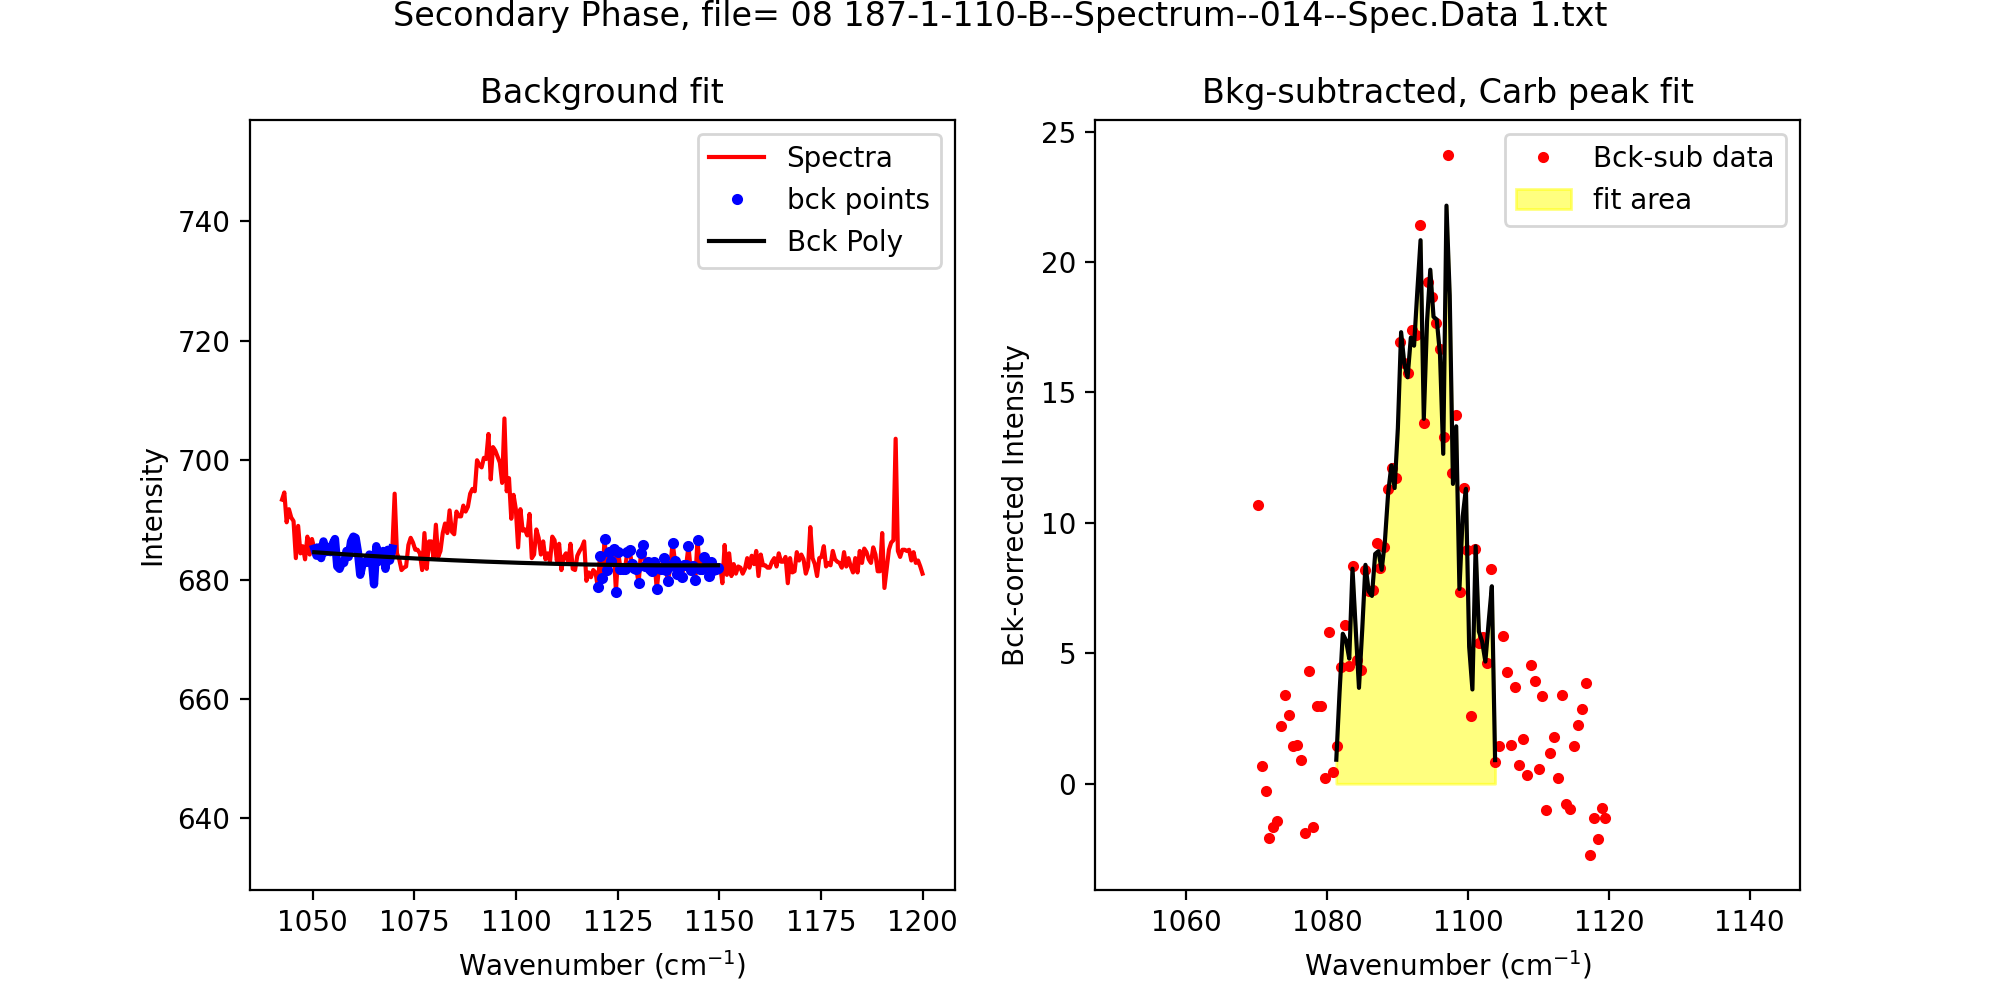 Secondary Phase, file= 08 187-1-110-B--Spectrum--014--Spec.Data 1.txt
Background fit
Spectra
bck points
Bck Poly
740
720
700
680
660
640
Intensity
1050 1075 1100 1125 1150 1175 1200
Wavenumber (cm⁻¹)
Bkg-subtracted, Carb peak fit
Bck-sub data
fit area
25
20
15
10
5
0
Bck-corrected Intensity
1060 1080 1100 1120 1140
Wavenumber (cm⁻¹)